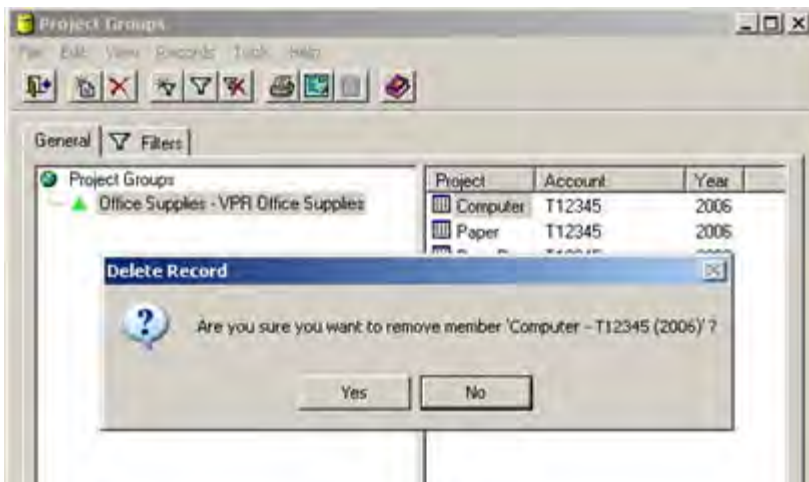 Project Groups
File Edit View Records Tools Help
General Filters
Project Groups
Office Supplies - VPR Office Supplies
Project Account Year
Computer T12345 2006
Paper T12345 2006
Delete Record
Are you sure you want to remove member 'Computer - T12345 (2006)' ?
Yes No